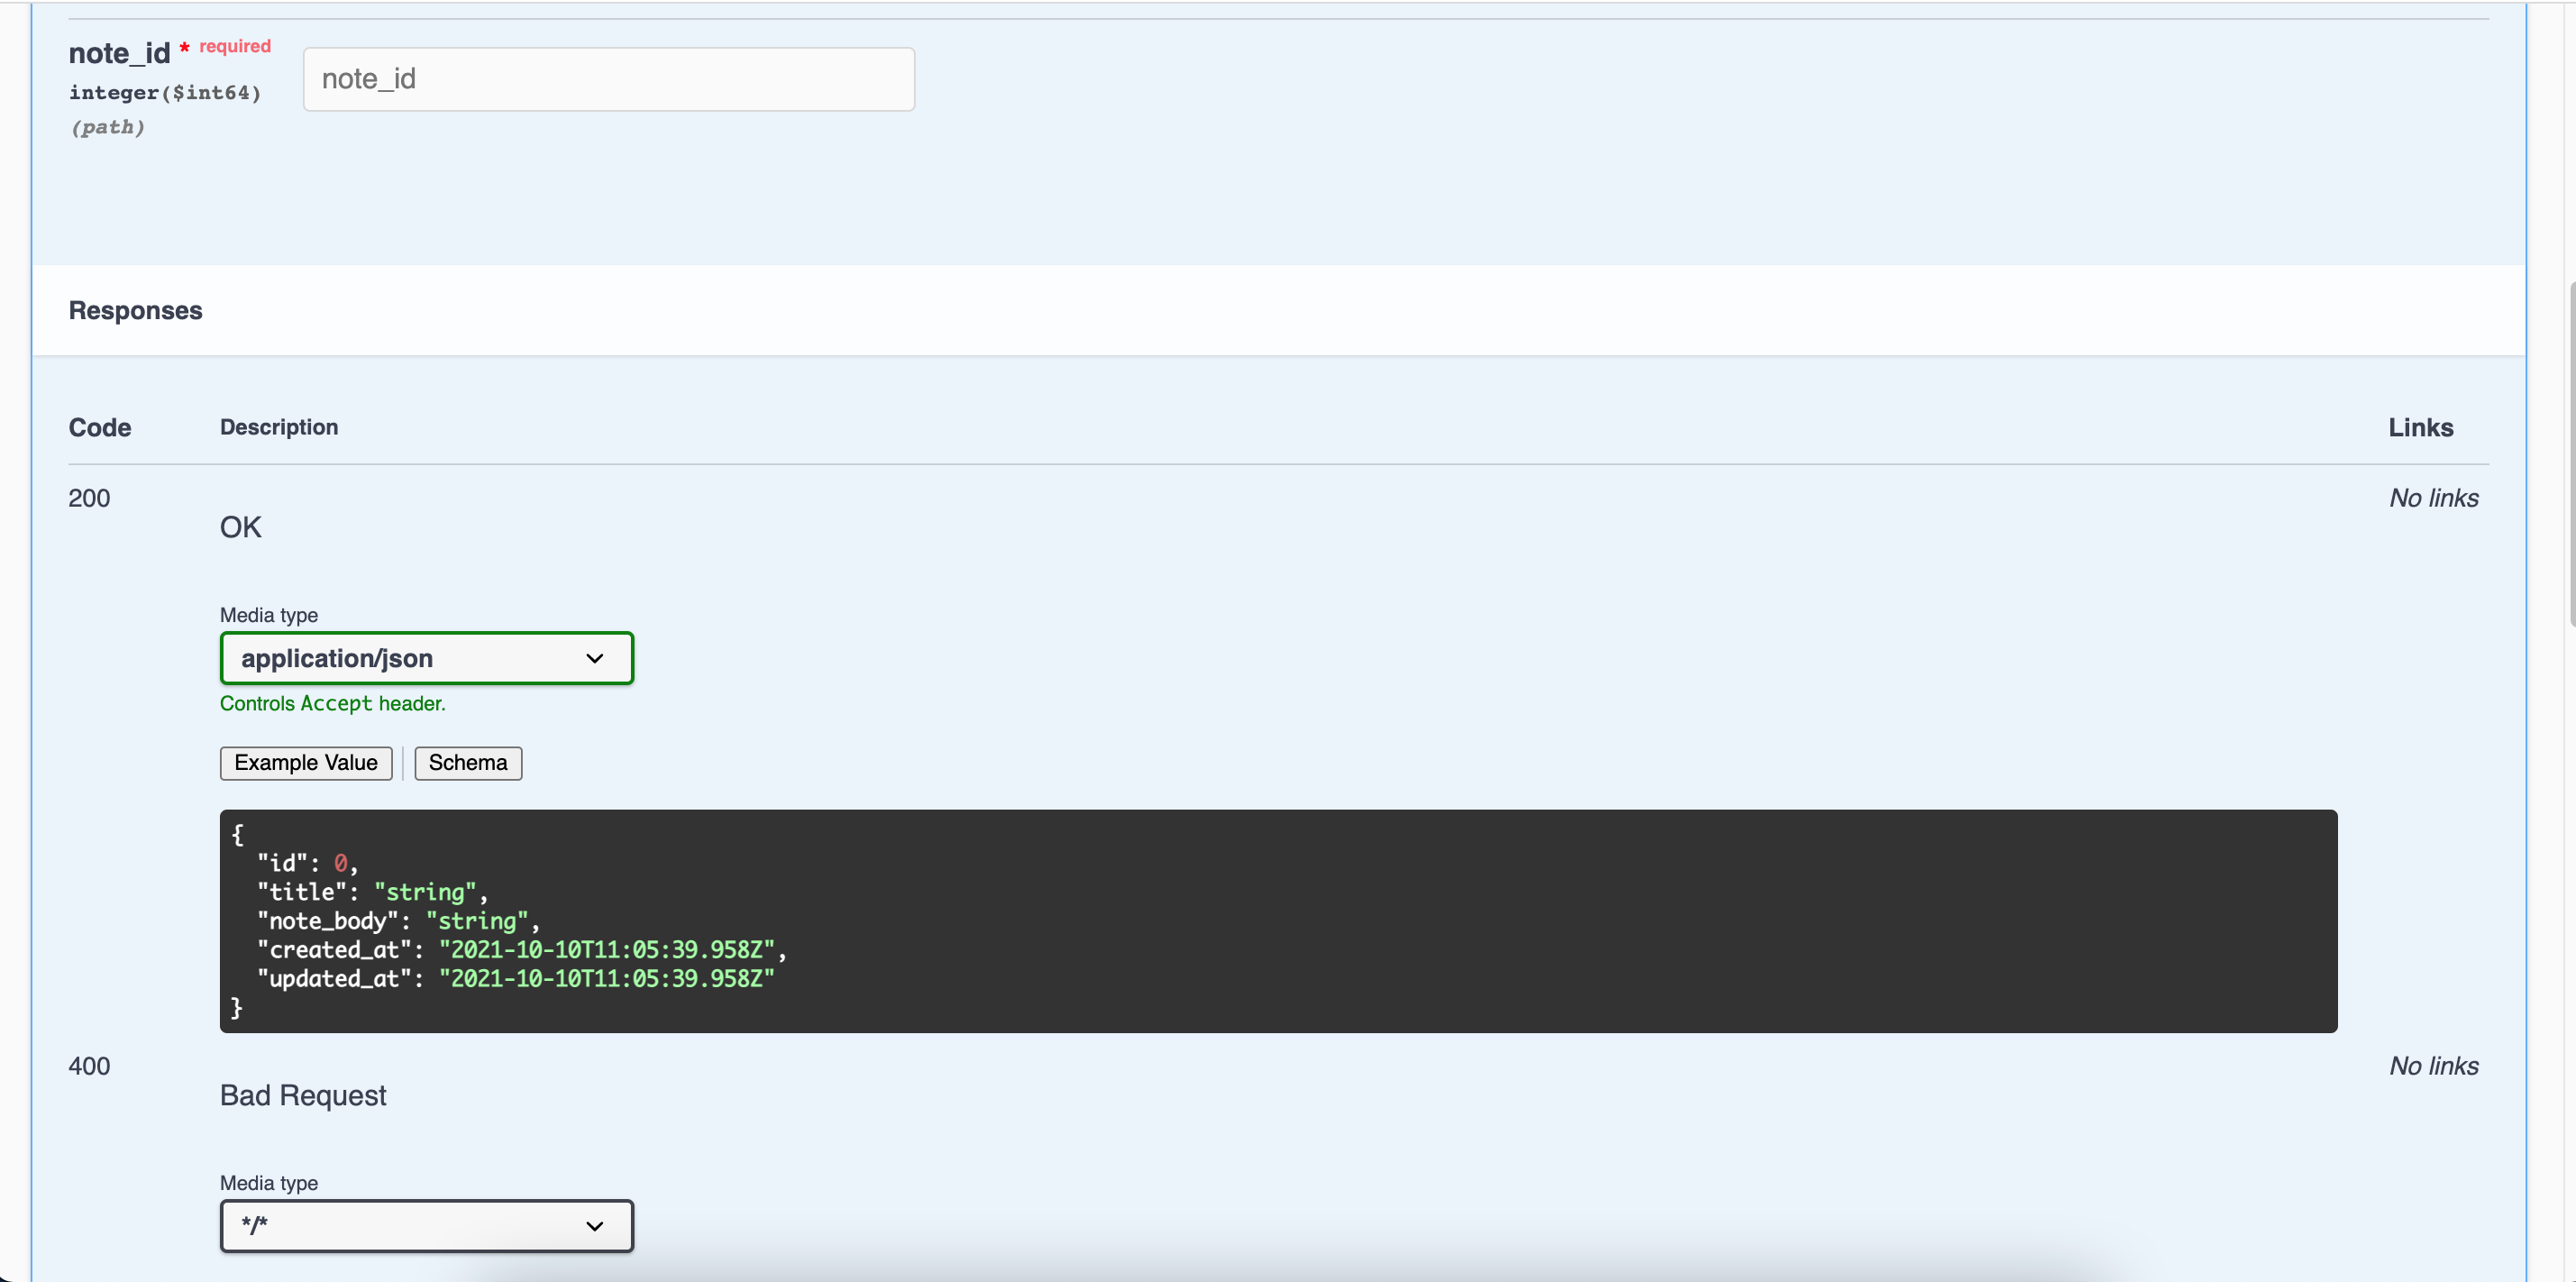 note_id * required
integer($int64)
(path)
note_id
Responses
Code Description Links
200 No links
OK
Media type
application/json
Controls Accept header.
Example Value Schema
{
"id": 0,
"title": "string",
"note_body": "string",
"created_at": "2021-10-10T11:05:39.958Z",
"updated_at": "2021-10-10T11:05:39.958Z"
}
400 No links
Bad Request
Media type
*/*